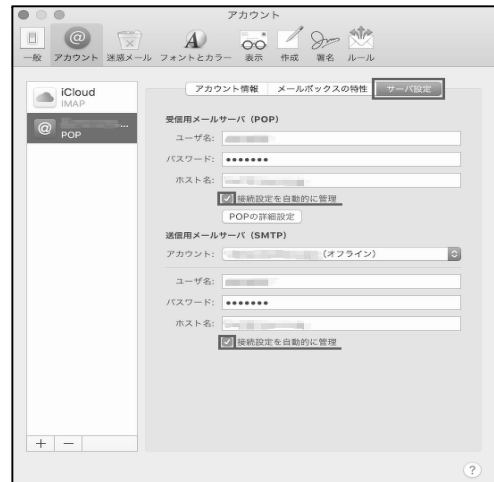 アカウント
一般 アカウント 迷惑メール フォントとカラー 表示 作成 署名 ルール
iCloud
IMAP
POP
アカウント情報 メールボックスの特性 サーバ設定
受信用メールサーバ (POP)
ユーザ名:
パスワード: •••••••
ホスト名:
接続設定を自動的に管理
POPの詳細設定
送信用メールサーバ (SMTP)
アカウント: (オフライン)
ユーザ名:
パスワード: •••••••
ホスト名:
接続設定を自動的に管理
+ −
?